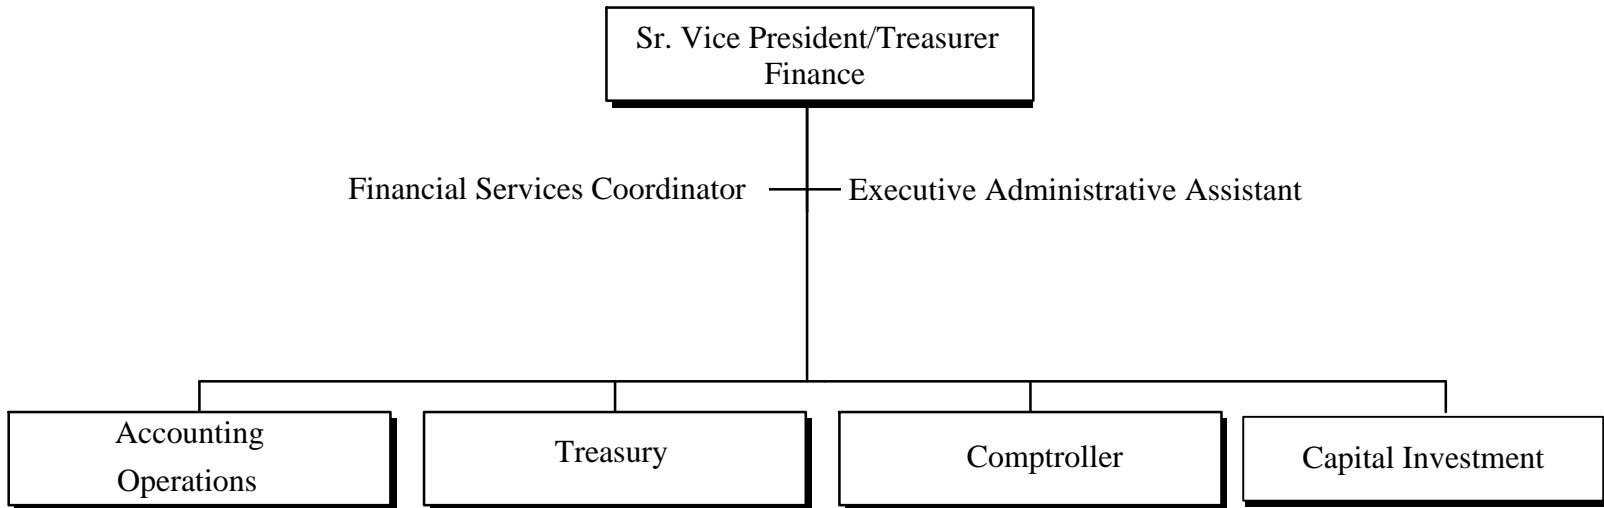 Sr. Vice President/Treasurer
Finance
Financial Services Coordinator
Executive Administrative Assistant
Accounting
Operations
Treasury
Comptroller
Capital Investment